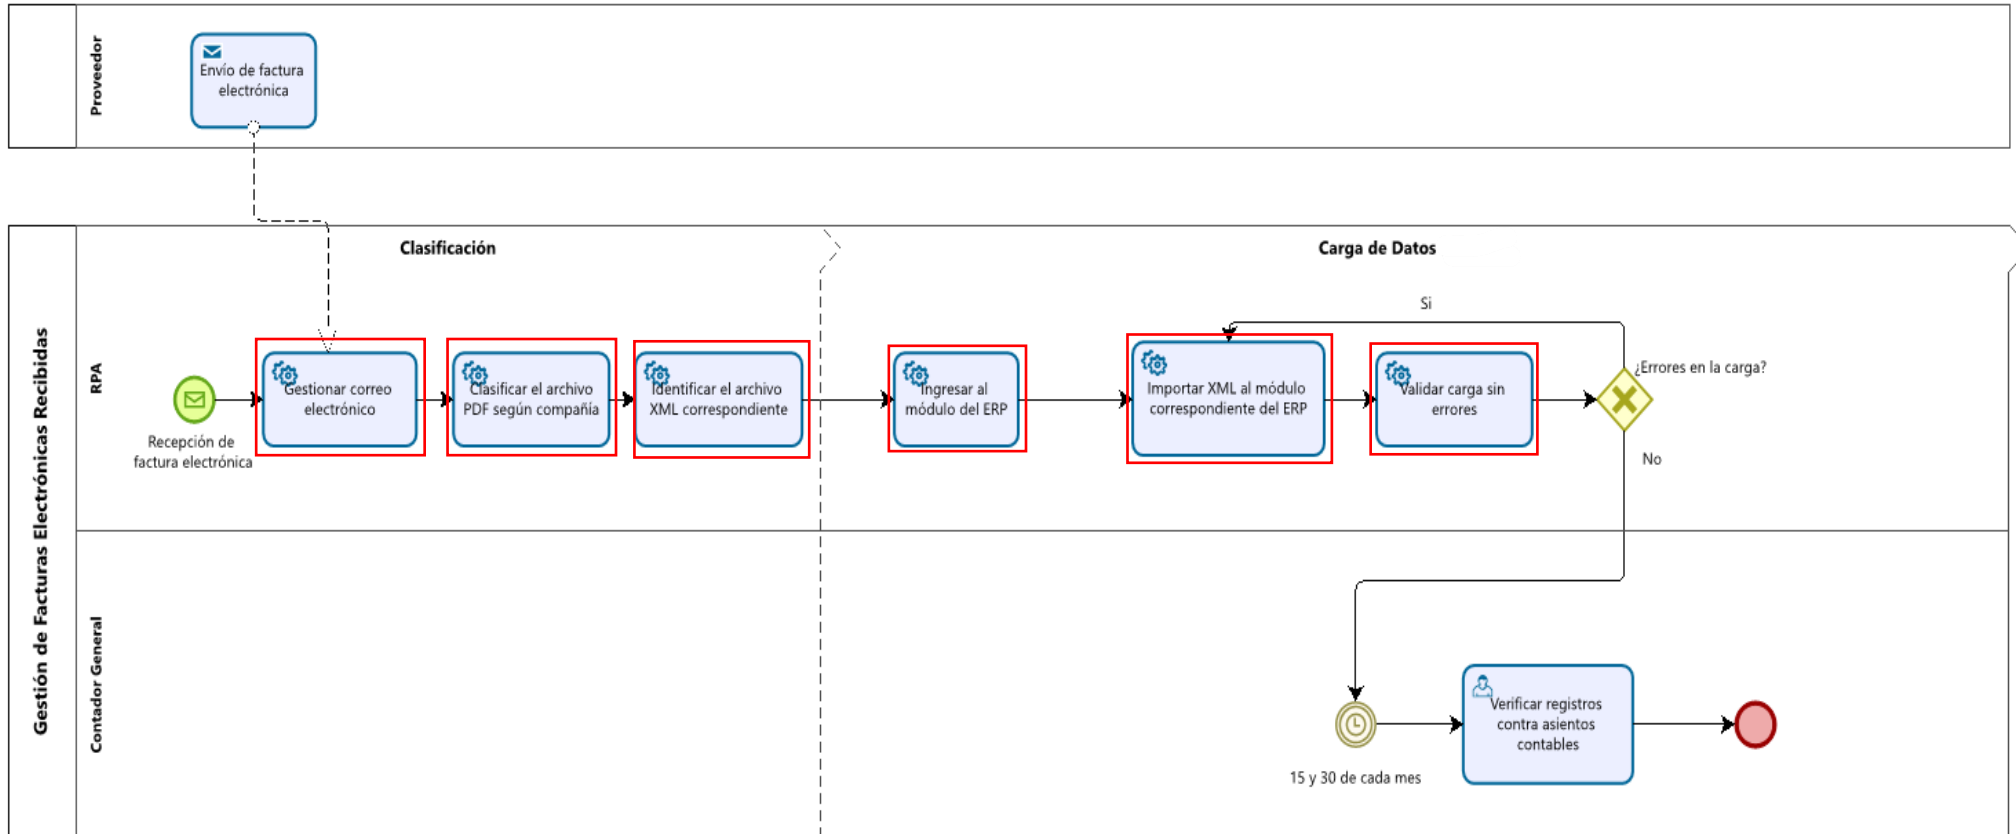 Proveedor
Envío de factura
electrónica
Gestión de Facturas Electrónicas Recibidas
RPA
Clasificación
Carga de Datos
Recepción de
factura electrónica
Gestionar correo
electrónico
Clasificar el archivo
PDF según compañía
Identificar el archivo
XML correspondiente
Ingresar al
módulo del ERP
Importar XML al módulo
correspondiente del ERP
Validar carga sin
errores
Si
¿Errores en la carga?
No
Contador General
15 y 30 de cada mes
Verificar registros
contra asientos
contables